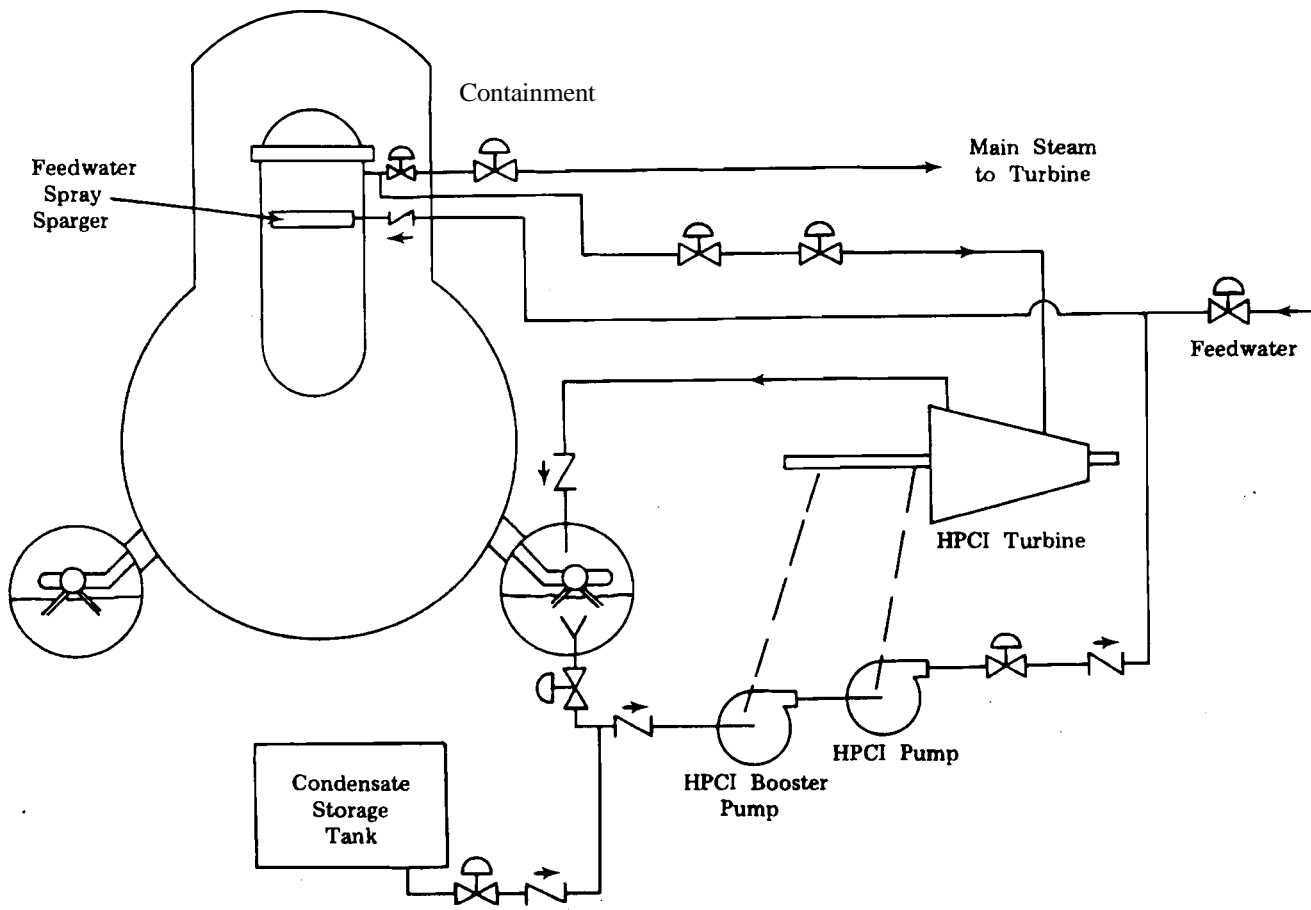 Containment
Feedwater
Spray
Sparger
Main Steam
to Turbine
Feedwater
HPCI Turbine
HPCI Pump
HPCI Booster
Pump
Condensate
Storage
Tank